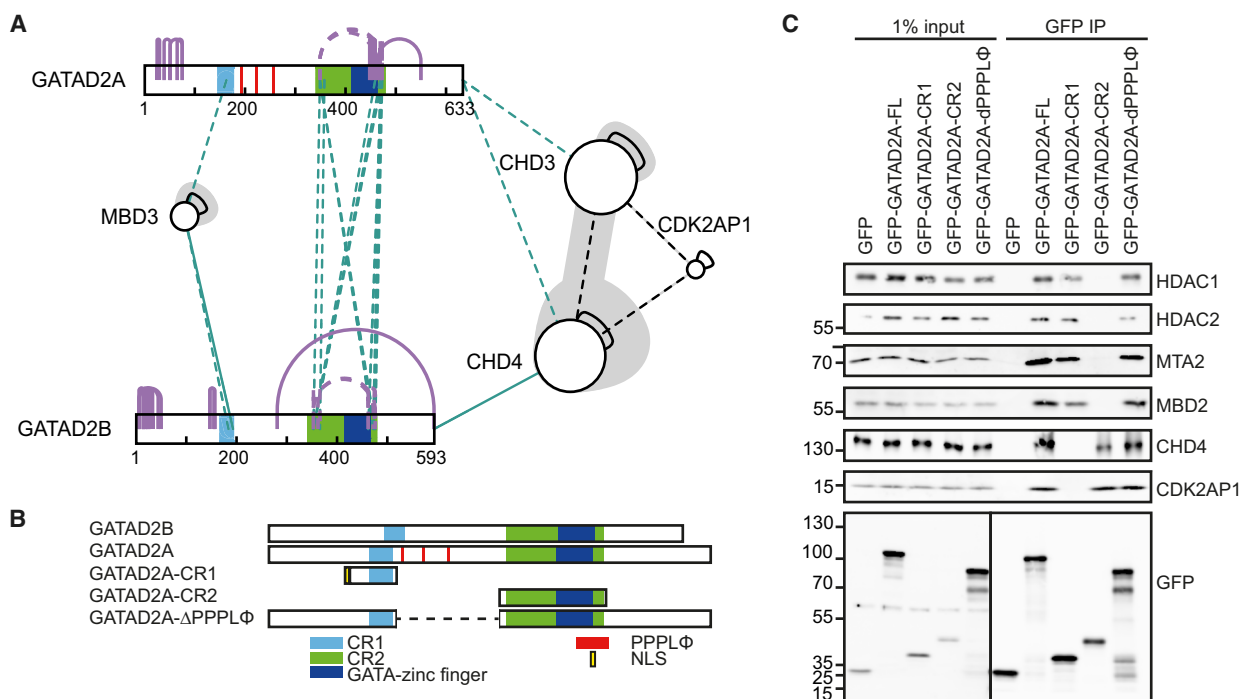 A
GATAD2A
1
200
400
633
MBD3
CHD3
CDK2AP1
CHD4
GATAD2B
1
200
400
593
B
GATAD2B
GATAD2A
GATAD2A-CR1
GATAD2A-CR2
GATAD2A-ΔPPPLΦ
CR1
CR2
GATA-zinc finger
PPPLΦ
NLS
C
1% input
GFP IP
GFP
GFP-GATAD2A-FL
GFP-GATAD2A-CR1
GFP-GATAD2A-CR2
GFP-GATAD2A-dPPPLΦ
GFP
GFP-GATAD2A-FL
GFP-GATAD2A-CR1
GFP-GATAD2A-CR2
GFP-GATAD2A-dPPPLΦ
HDAC1
55
HDAC2
70
MTA2
55
MBD2
130
CHD4
15
CDK2AP1
130
100
70
55
35
25
15
GFP